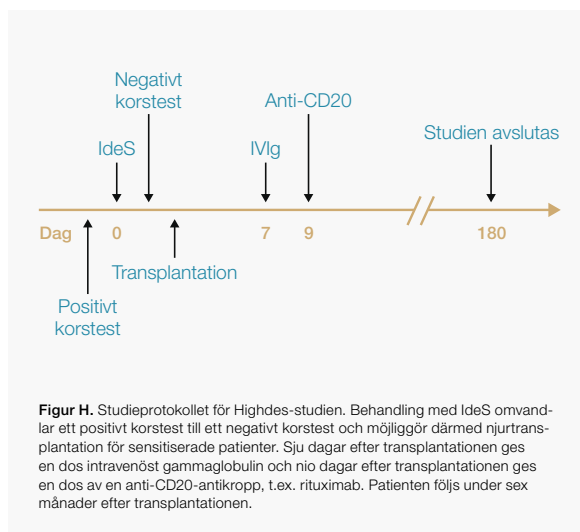 Negativt
korstest
Anti-CD20
IdeS
IVIg
Studien avslutas
Dag 0 7 9 180
Transplantation
Positivt
korstest
Figur H. Studieprotokollet för Highdes-studien. Behandling med IdeS omvand-
lar ett positivt korstest till ett negativt korstest och möjliggör därmed njurtrans-
plantation för sensitiserade patienter. Sju dagar efter transplantationen ges
en dos intravenöst gammaglobulin och nio dagar efter transplantationen ges
en dos av en anti-CD20-antikropp, t.ex. rituximab. Patienten följs under sex
månader efter transplantationen.